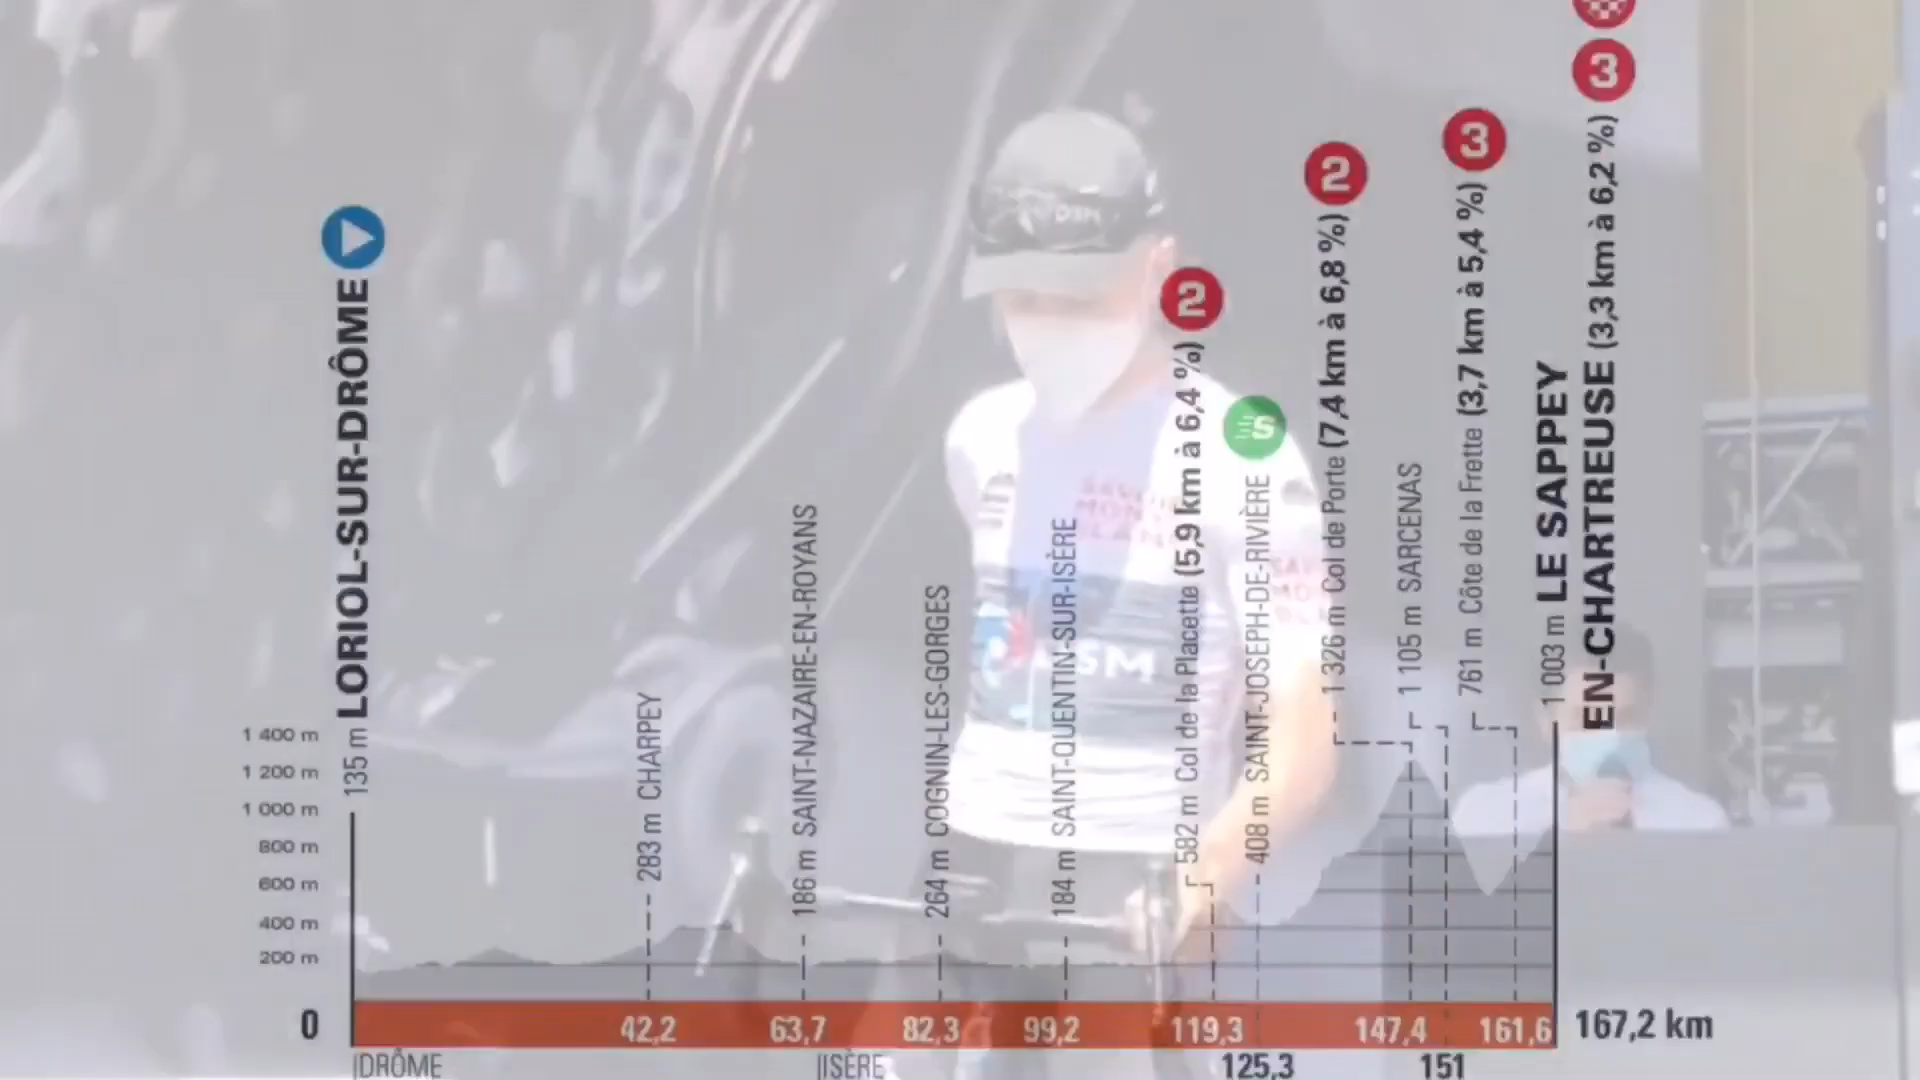 3
3
2
2
S
135 m LORIOL-SUR-DRÔME
283 m CHARPEY
186 m SAINT-NAZAIRE-EN-ROYANS
264 m COGNIN-LES-GORGES
184 m SAINT-QUENTIN-SUR-ISÈRE
582 m Col de la Placette (5,9 km à 6,4 %)
408 m SAINT-JOSEPH-DE-RIVIÈRE
1 326 m Col de Porte (7,4 km à 6,8 %)
1 105 m SARCENAS
761 m Côte de la Frette (3,7 km à 5,4 %)
1 003 m LE SAPPEY
EN-CHARTREUSE (3,3 km à 6,2 %)
DSM
SAVOIE
MONT
BLANC
DSM
1 400 m
1 200 m
1 000 m
800 m
600 m
400 m
200 m
0
42,2
63,7
82,3
99,2
119,3
147,4
161,6
167,2 km
DRÔME
ISÈRE
125,3
151